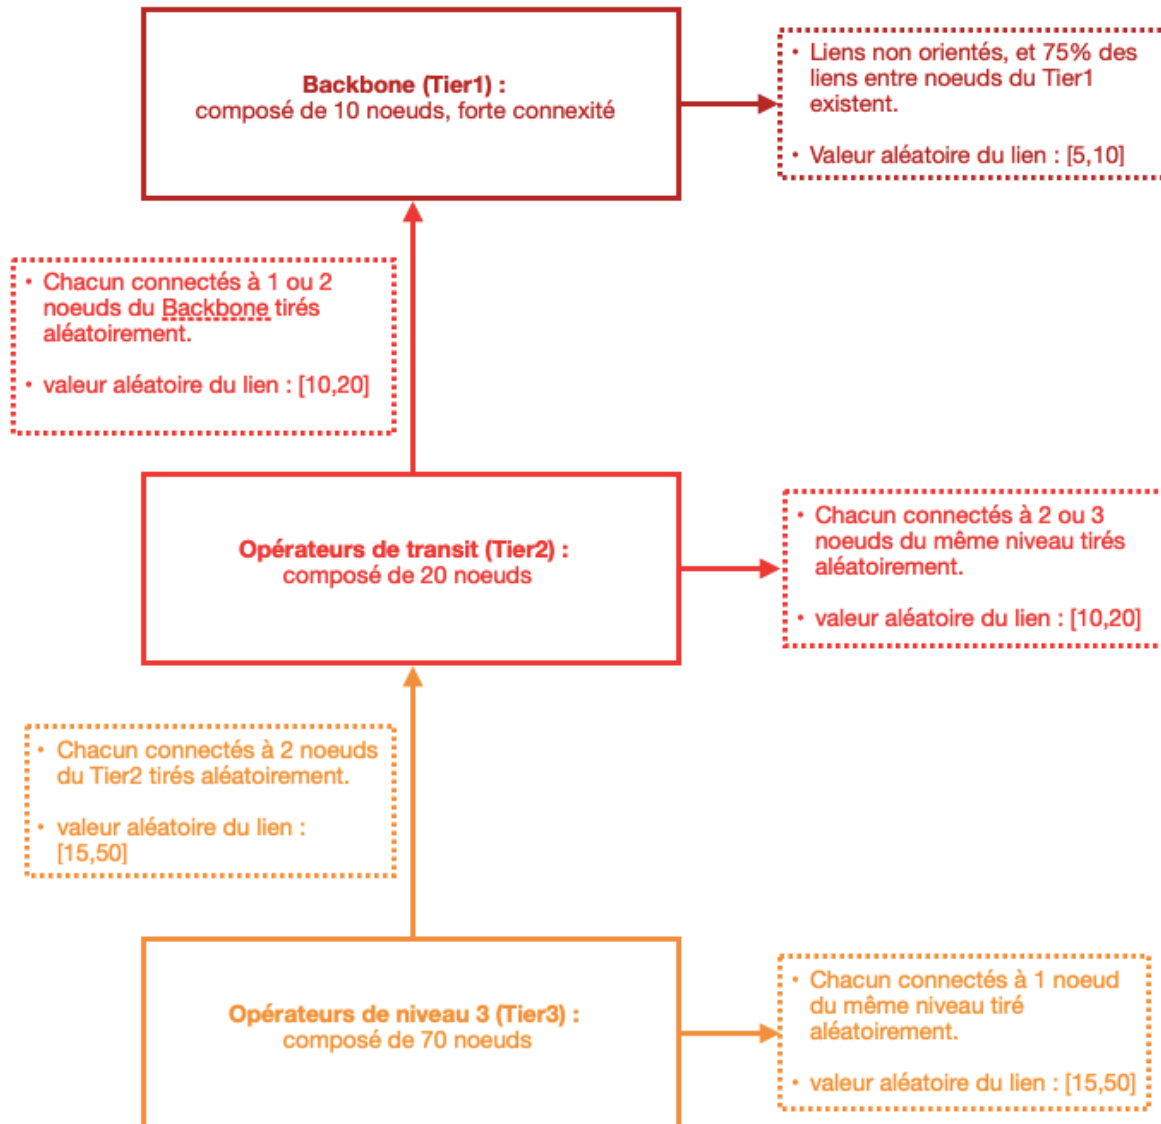 Backbone (Tier1) :
composé de 10 noeuds, forte connexité
• Liens non orientés, et 75% des
liens entre noeuds du Tier1
existent.
• Valeur aléatoire du lien : [5,10]
• Chacun connectés à 1 ou 2
noeuds du Backbone tirés
aléatoirement.
• valeur aléatoire du lien : [10,20]
Opérateurs de transit (Tier2) :
composé de 20 noeuds
• Chacun connectés à 2 ou 3
noeuds du même niveau tirés
aléatoirement.
• valeur aléatoire du lien : [10,20]
• Chacun connectés à 2 noeuds
du Tier2 tirés aléatoirement.
• valeur aléatoire du lien :
[15,50]
Opérateurs de niveau 3 (Tier3) :
composé de 70 noeuds
• Chacun connectés à 1 noeud
du même niveau tiré
aléatoirement.
• valeur aléatoire du lien : [15,50]